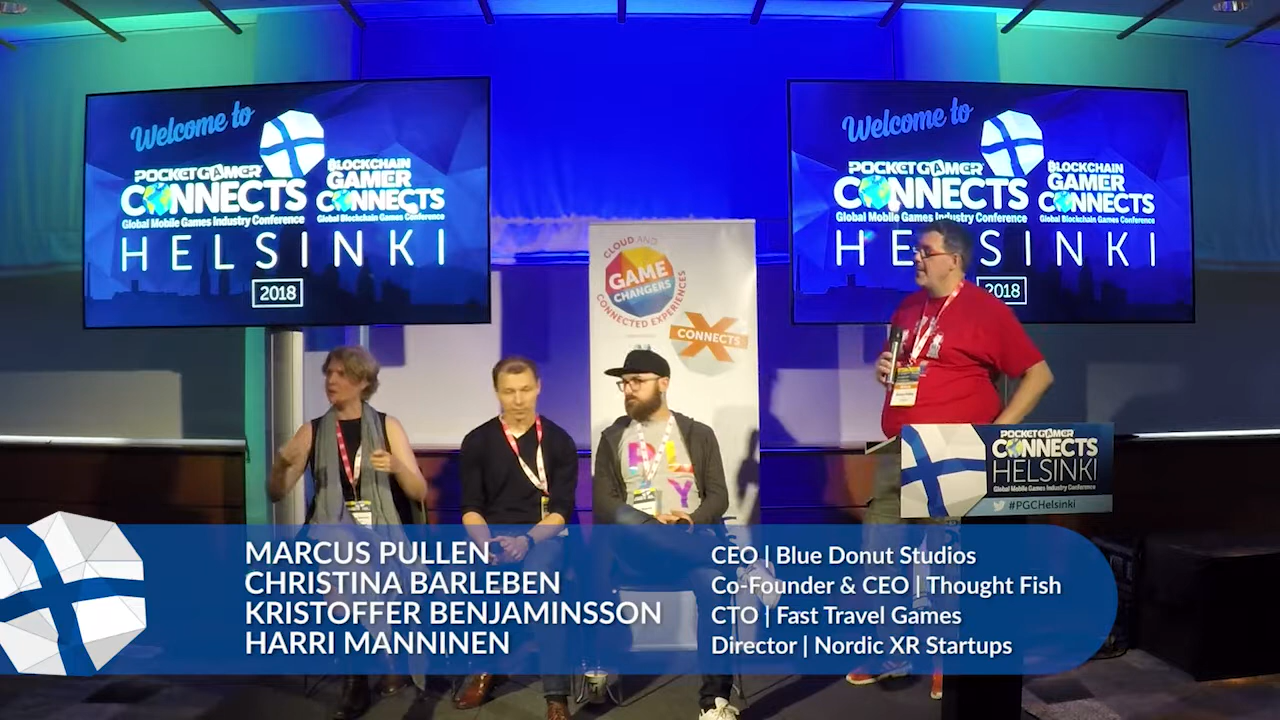 Welcome to
POCKET GAMER
CONNECTS
Global Mobile Games Industry Conference
BLOCKCHAIN
GAMER
CONNECTS
Global Blockchain Games Conference
HELSINKI
2018
Welcome to
POCKET GAMER
CONNECTS
Global Mobile Games Industry Conference
BLOCKCHAIN
GAMER
CONNECTS
Global Blockchain Games Conference
HELSINKI
2018
CLOUD AND
GAME
CHANGERS
CONNECTED EXPERIENCES
X
CONNECTS
PL
Y
POCKET GAMER
CONNECTS
HELSINKI
Global Mobile Games Industry Conference
#PGCHelsinki
MARCUS PULLEN CEO | Blue Donut Studios
CHRISTINA BARLEBEN Co-Founder & CEO | Thought Fish
KRISTOFFER BENJAMINSSON CTO | Fast Travel Games
HARRI MANNINEN Director | Nordic XR Startups